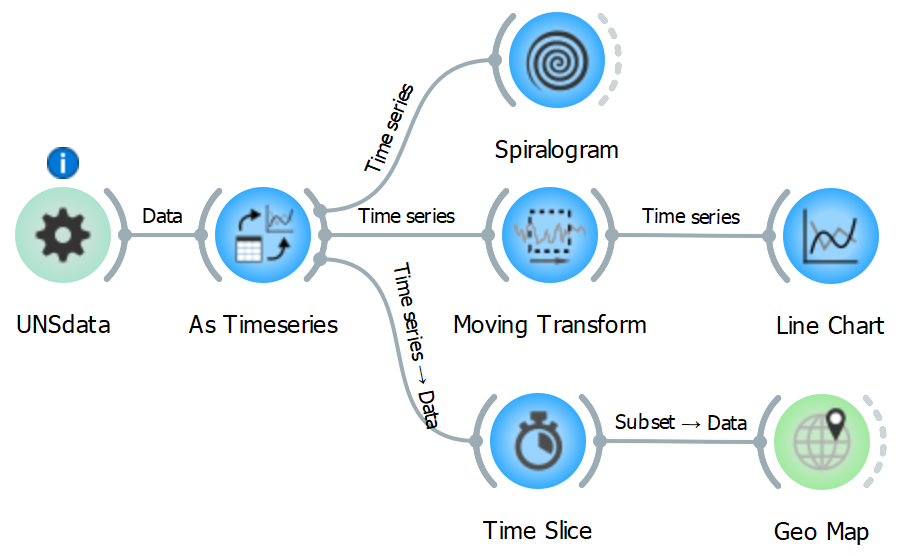 Time series
Spiralogram
i
Data
Time series
Time series
UNSdata
As Timeseries
Moving Transform
Line Chart
Time series → Data
Subset → Data
Time Slice
Geo Map